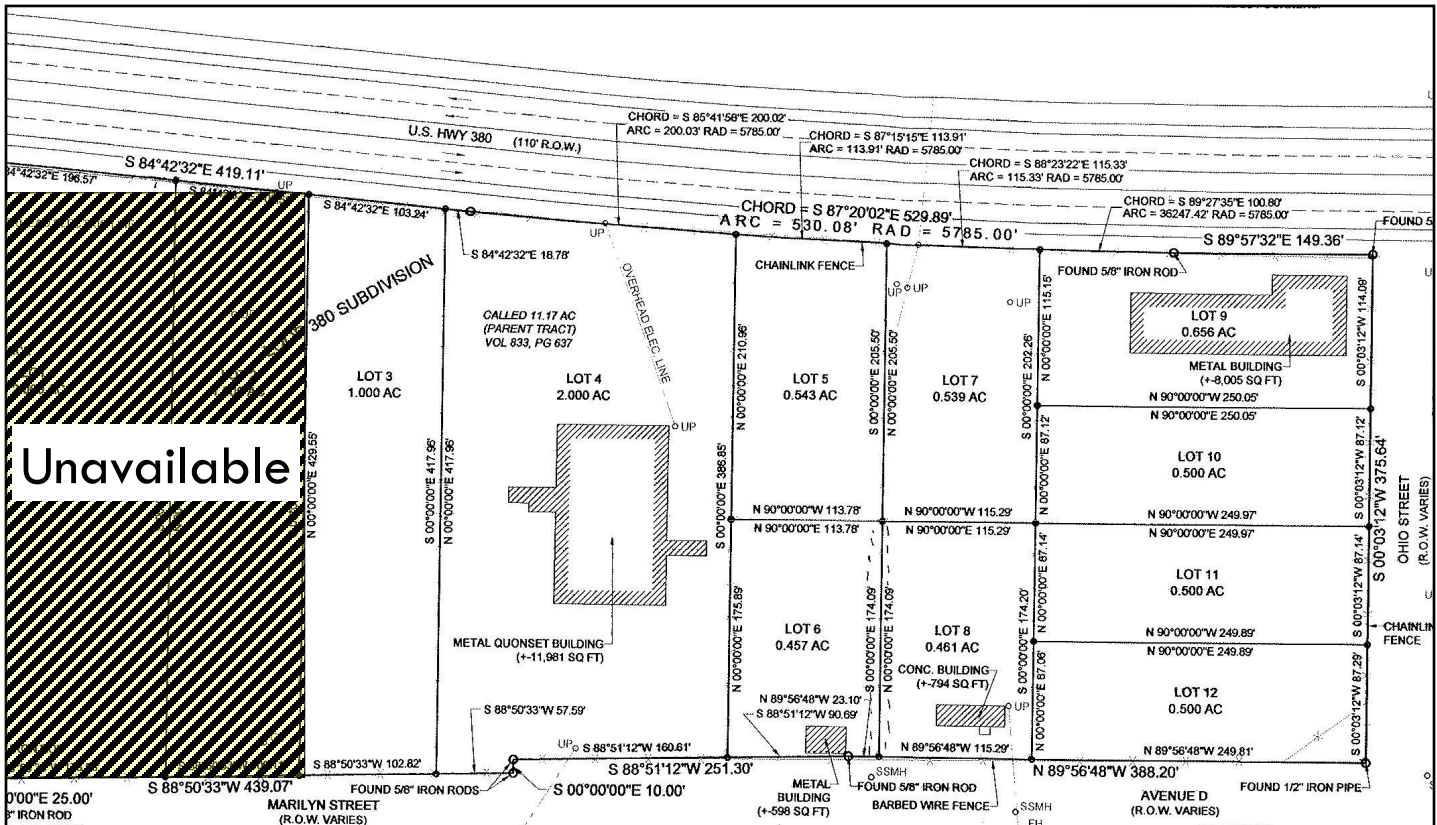 CHORD = S 85°41'56"E 200.02'
ARC = 200.03' RAD = 5785.00'
U.S. HWY 380 (110' R.O.W.)
CHORD = S 87°15'15"E 113.91'
ARC = 113.91' RAD = 5785.00'
CHORD = S 88°23'22"E 115.33'
ARC = 115.33' RAD = 5785.00'
S 84°42'32"E 419.11'
84°42'32"E 196.57'
UP
S 84°42'32"E 103.24'
CHORD = S 89°27'35"E 100.80'
ARC = 36247.42' RAD = 5785.00'
CHORD = S 87°20'02"E 529.89'
ARC = 530.08' RAD = 5785.00'
FOUND 5
UP
S 89°57'32"E 149.36'
S 84°42'32"E 18.78'
CHAINLINK FENCE
FOUND 5/8" IRON ROD
380 SUBDIVISION
OVERHEAD ELEC. LINE
UP
UP
UP
CALLED 11.17 AC
(PARENT TRACT)
VOL 833, PG 637
LOT 9
0.656 AC
METAL BUILDING
(+-8,005 SQ FT)
LOT 3
1.000 AC
LOT 4
2.000 AC
LOT 5
0.543 AC
LOT 7
0.539 AC
N 00°00'00"E 210.96'
S 00°00'00"E 205.50'
N 00°00'00"E 205.50'
S 00°00'00"E 202.26'
N 00°00'00"E 115.15'
S 00°03'12"W 114.09'
N 90°00'00"W 250.05'
N 90°00'00"E 250.05'
UP
Unavailable
N 00°00'00"E 429.55'
S 00°00'00"E 417.96'
N 00°00'00"E 417.96'
S 00°00'00"E 386.85'
LOT 10
0.500 AC
N 00°00'00"E 87.12'
S 00°03'12"W 87.12'
S 00°03'12"W 375.64'
OHIO STREET
(R.O.W. VARIES)
N 90°00'00"W 113.78'
N 90°00'00"E 113.78'
N 90°00'00"W 115.29'
N 90°00'00"E 115.29'
N 90°00'00"W 249.97'
N 90°00'00"E 249.97'
LOT 11
0.500 AC
N 00°00'00"E 87.14'
S 00°03'12"W 87.14'
METAL QUONSET BUILDING
(+-11,981 SQ FT)
N 00°00'00"E 175.89'
LOT 6
0.457 AC
S 00°00'00"E 174.09'
N 00°00'00"E 174.09'
LOT 8
0.461 AC
S 00°00'00"E 174.20'
CONC. BUILDING
(+-794 SQ FT)
N 90°00'00"W 249.89'
N 90°00'00"E 249.89'
FENCE
LOT 12
0.500 AC
N 00°00'00"E 87.06'
S 00°03'12"W 87.29'
N 89°56'48"W 23.10'
S 88°51'12"W 90.69'
S 88°50'33"W 57.59'
UP
UP
S 88°51'12"W 160.61'
N 89°56'48"W 115.29'
N 89°56'48"W 249.81'
S 88°50'33"W 102.82'
S 88°51'12"W 251.30'
N 89°56'48"W 388.20'
SSMH
S 88°50'33"W 439.07'
FOUND 5/8" IRON RODS
S 00°00'00"E 10.00'
METAL
BUILDING
(+-598 SQ FT)
FOUND 5/8" IRON ROD
BARBED WIRE FENCE
AVENUE D
(R.O.W. VARIES)
FOUND 1/2" IRON PIPE
0'00"E 25.00'
" IRON ROD
MARILYN STREET
(R.O.W. VARIES)
SSMH